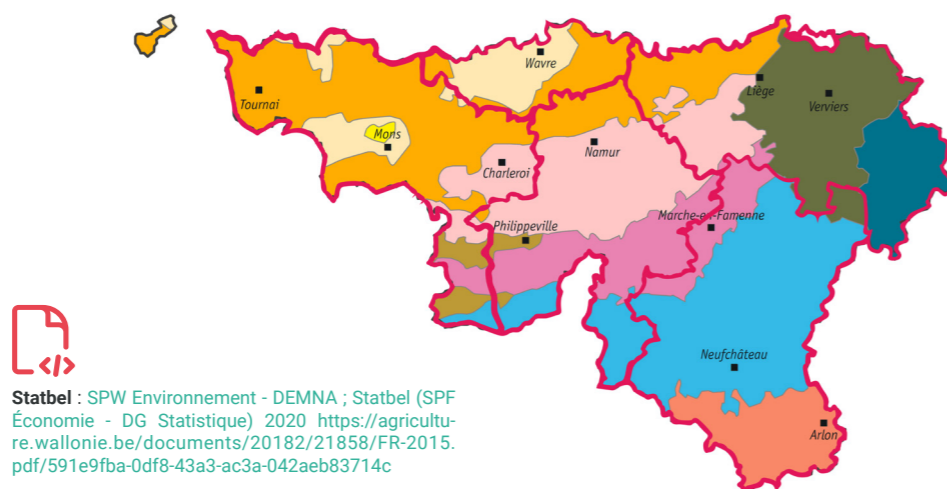 Wavre
Tournai
Liège
Verviers
Mons
Charleroi
Namur
Philippeville
Marche-en-Famenne
Neufchâteau
Arlon
</>
Statbel : SPW Environnement - DEMNA ; Statbel (SPF
Économie - DG Statistique) 2020 https://agricultu-
re.wallonie.be/documents/20182/21858/FR-2015.
pdf/591e9fba-0df8-43a3-ac3a-042aeb83714c